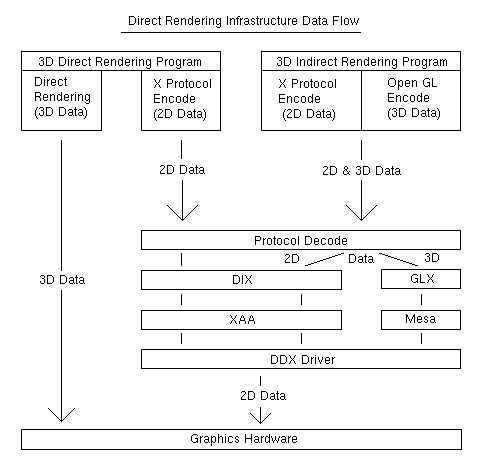 Direct Rendering Infrastructure Data Flow
3D Direct Rendering Program
3D Indirect Rendering Program
Direct
Rendering
(3D Data)
X Protocol
Encode
(2D Data)
X Protocol
Encode
(2D Data)
Open GL
Encode
(3D Data)
2D Data
2D & 3D Data
Protocol Decode
2D Data 3D
3D Data
DIX
GLX
XAA
Mesa
DDX Driver
2D Data
Graphics Hardware